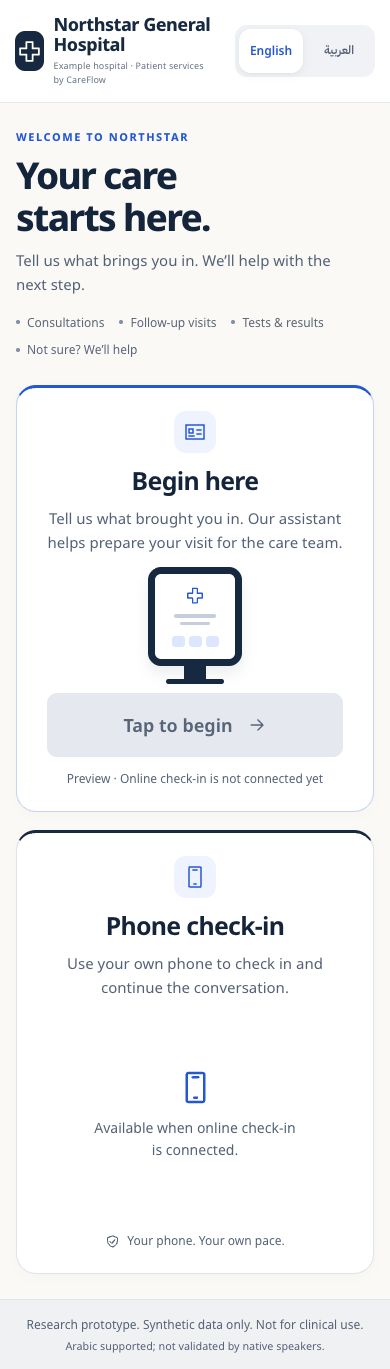 Northstar General
Hospital
Example hospital · Patient services
by CareFlow
English
العربية
WELCOME TO NORTHSTAR
Your care
starts here.
Tell us what brings you in. We’ll help with the
next step.
• Consultations • Follow-up visits • Tests & results
• Not sure? We’ll help
Begin here
Tell us what brought you in. Our assistant
helps prepare your visit for the care team.
Tap to begin →
Preview · Online check-in is not connected yet
Phone check-in
Use your own phone to check in and
continue the conversation.
Available when online check-in
is connected.
Your phone. Your own pace.
Research prototype. Synthetic data only. Not for clinical use.
Arabic supported; not validated by native speakers.